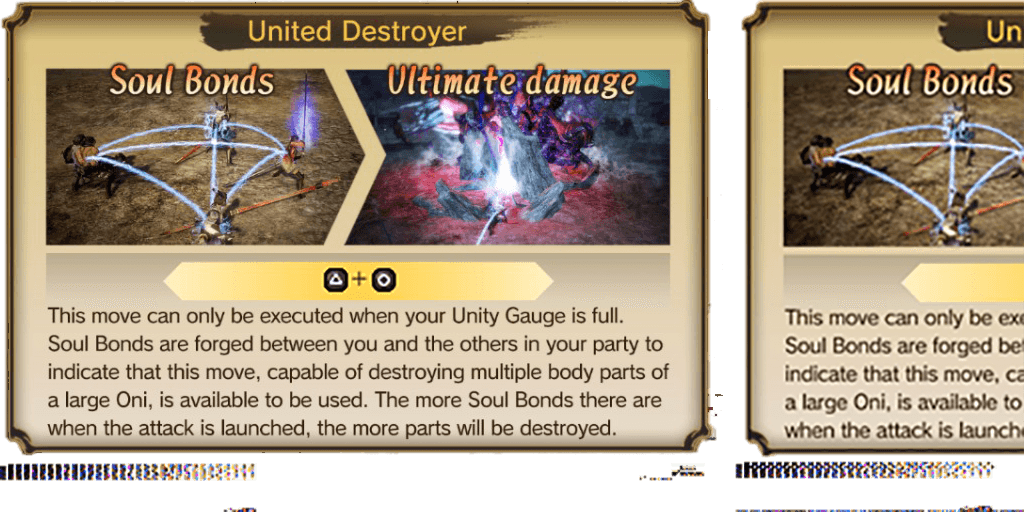 United Destroyer
Soul Bonds
Ultimate damage
+
This move can only be executed when your Unity Gauge is full.
Soul Bonds are forged between you and the others in your party to
indicate that this move, capable of destroying multiple body parts of
a large Oni, is available to be used. The more Soul Bonds there are
when the attack is launched, the more parts will be destroyed.
Un
Soul Bonds
This move can only be exe
Soul Bonds are forged bet
indicate that this move, ca
a large Oni, is available to
when the attack is launche